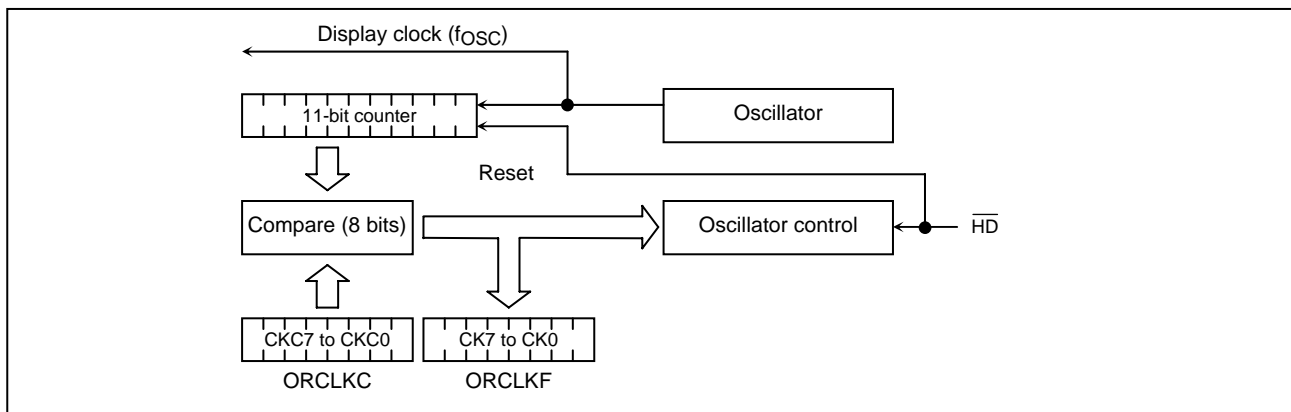 Display clock (fOSC)
11-bit counter
Oscillator
Reset
Compare (8 bits)
Oscillator control
HD
CKC7 to CKC0
CK7 to CK0
ORCLKC
ORCLKF